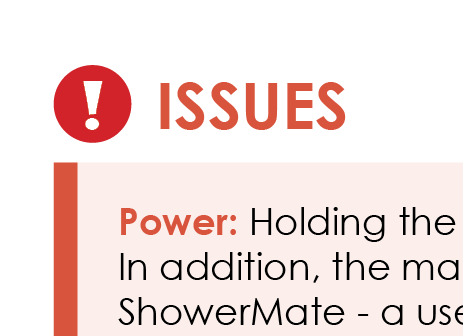 ISSUES
Power: Holding the
In addition, the ma
ShowerMate - a use